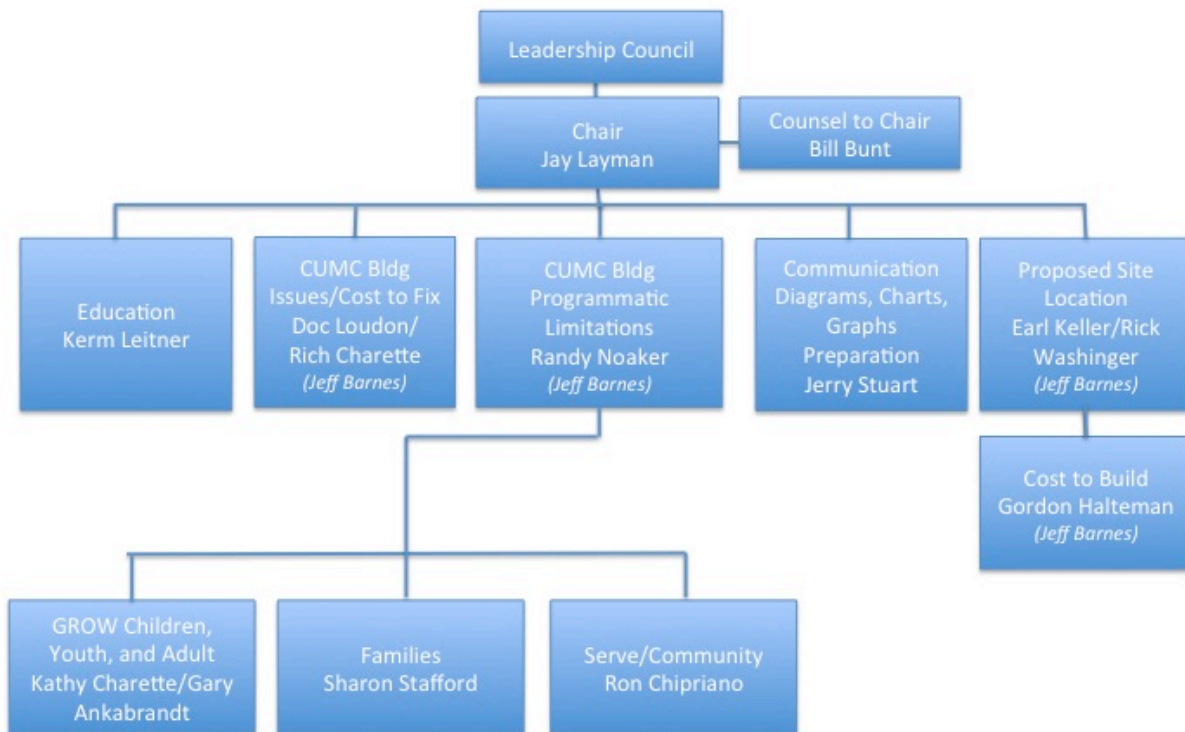 Leadership Council
Chair
Jay Layman
Counsel to Chair
Bill Bunt
Education
Kerm Leitner
CUMC Bldg
Issues/Cost to Fix
Doc Loudon/
Rich Charette
(Jeff Barnes)
CUMC Bldg
Programmatic
Limitations
Randy Noaker
(Jeff Barnes)
Communication
Diagrams, Charts,
Graphs
Preparation
Jerry Stuart
Proposed Site
Location
Earl Keller/Rick
Washinger
(Jeff Barnes)
Cost to Build
Gordon Halteman
(Jeff Barnes)
GROW Children,
Youth, and Adult
Kathy Charette/Gary
Ankabrandt
Families
Sharon Stafford
Serve/Community
Ron Chipriano